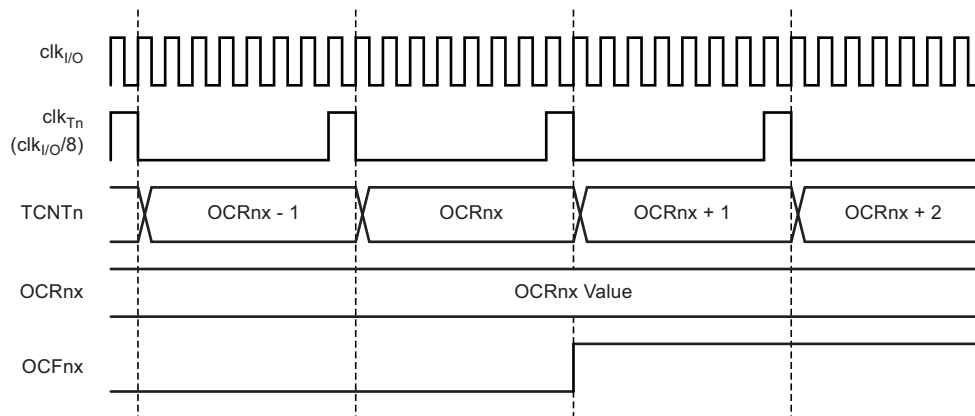 clkI/O
clkTn
(clkI/O/8)
TCNTn OCRnx - 1 OCRnx OCRnx + 1 OCRnx + 2
OCRnx OCRnx Value
OCFnx